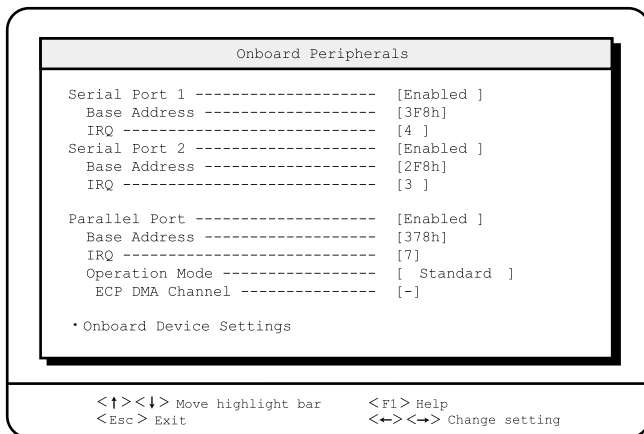 Onboard Peripherals
Serial Port 1 -------------------- [Enabled ]
Base Address ------------------- [3F8h]
IRQ ---------------------------- [4 ]
Serial Port 2 -------------------- [Enabled ]
Base Address ------------------- [2F8h]
IRQ ---------------------------- [3 ]
Parallel Port -------------------- [Enabled ]
Base Address ------------------- [378h]
IRQ ---------------------------- [7]
Operation Mode ----------------- [ Standard ]
ECP DMA Channel --------------- [-]
•Onboard Device Settings
<↑><↓> Move highlight bar <F1> Help
<Esc> Exit <←><→> Change setting